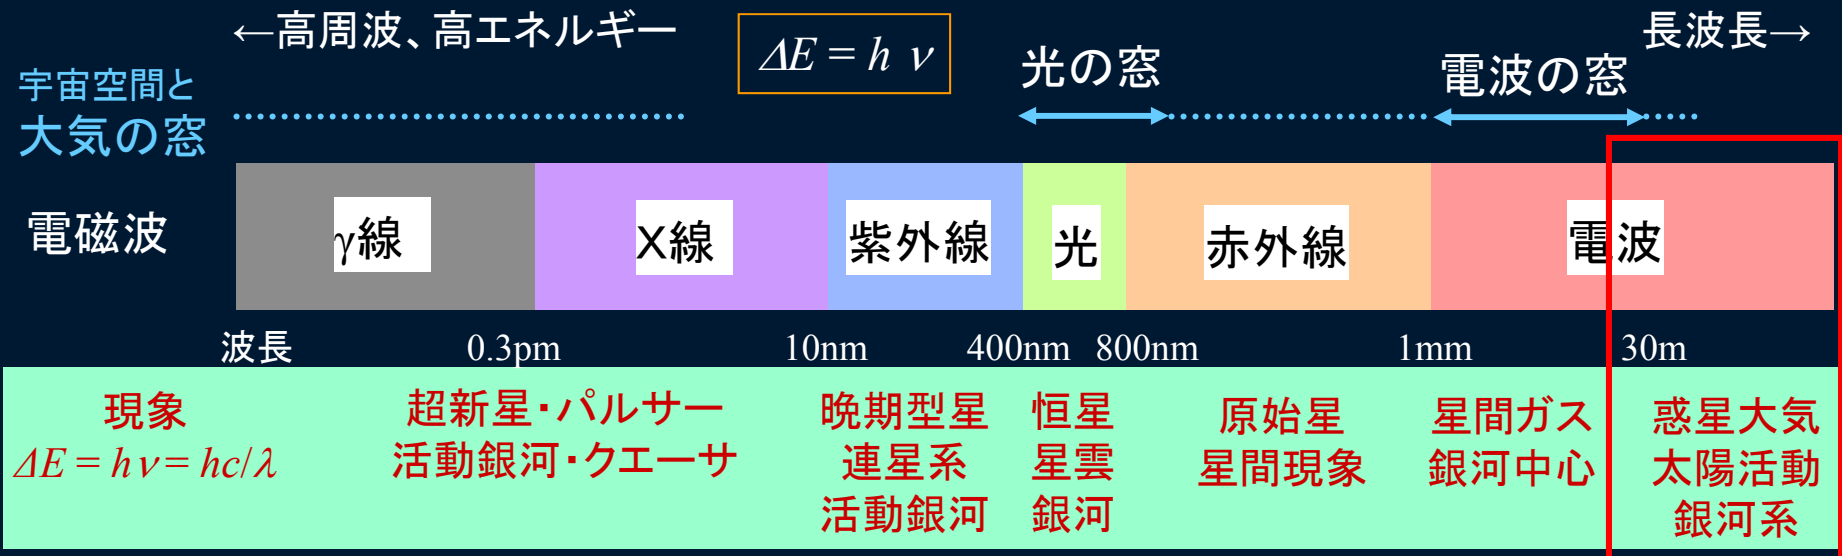 ←高周波、高エネルギー
ΔE = h ν
光の窓
電波の窓
長波長→
宇宙空間と
大気の窓
電磁波
γ線
X線
紫外線
光
赤外線
電波
波長
0.3pm
10nm
400nm
800nm
1mm
30m
現象
ΔE = hν = hc/λ
超新星・パルサー
活動銀河・クエーサ
晩期型星
連星系
活動銀河
恒星
星雲
銀河
原始星
星間現象
星間ガス
銀河中心
惑星大気
太陽活動
銀河系